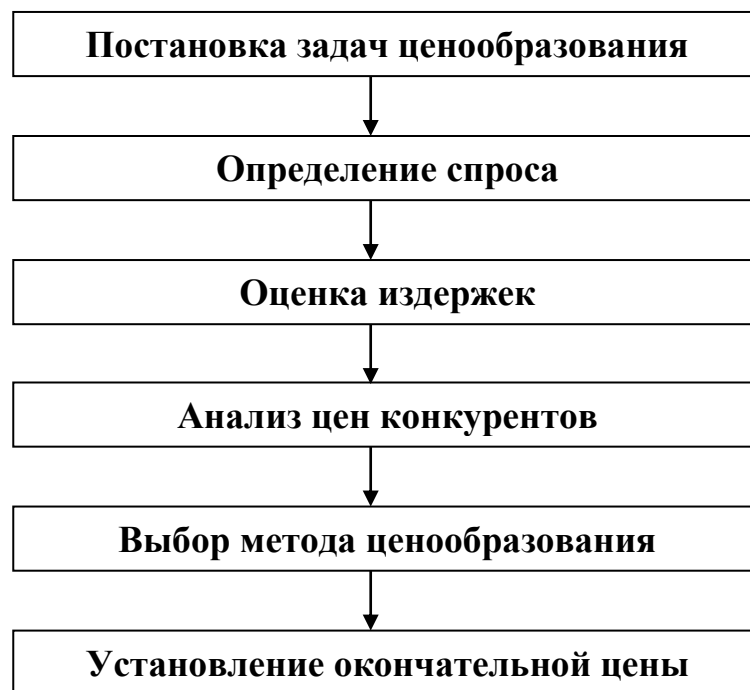 Постановка задач ценообразования
Определение спроса
Оценка издержек
Анализ цен конкурентов
Выбор метода ценообразования
Установление окончательной цены